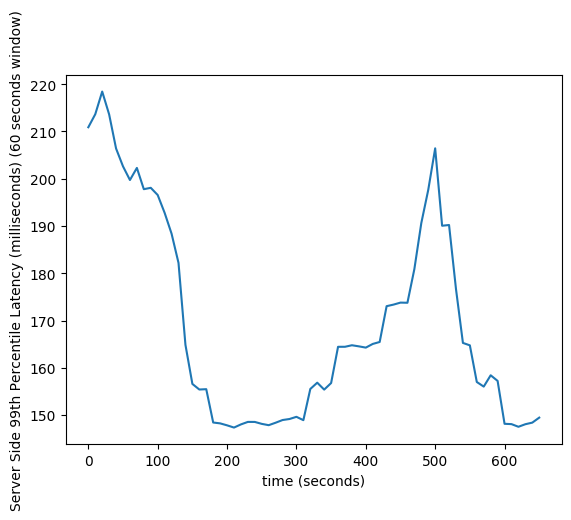 Server Side 99th Percentile Latency (milliseconds) (60 seconds window)
220
210
200
190
180
170
160
150
0 100 200 300 400 500 600
time (seconds)